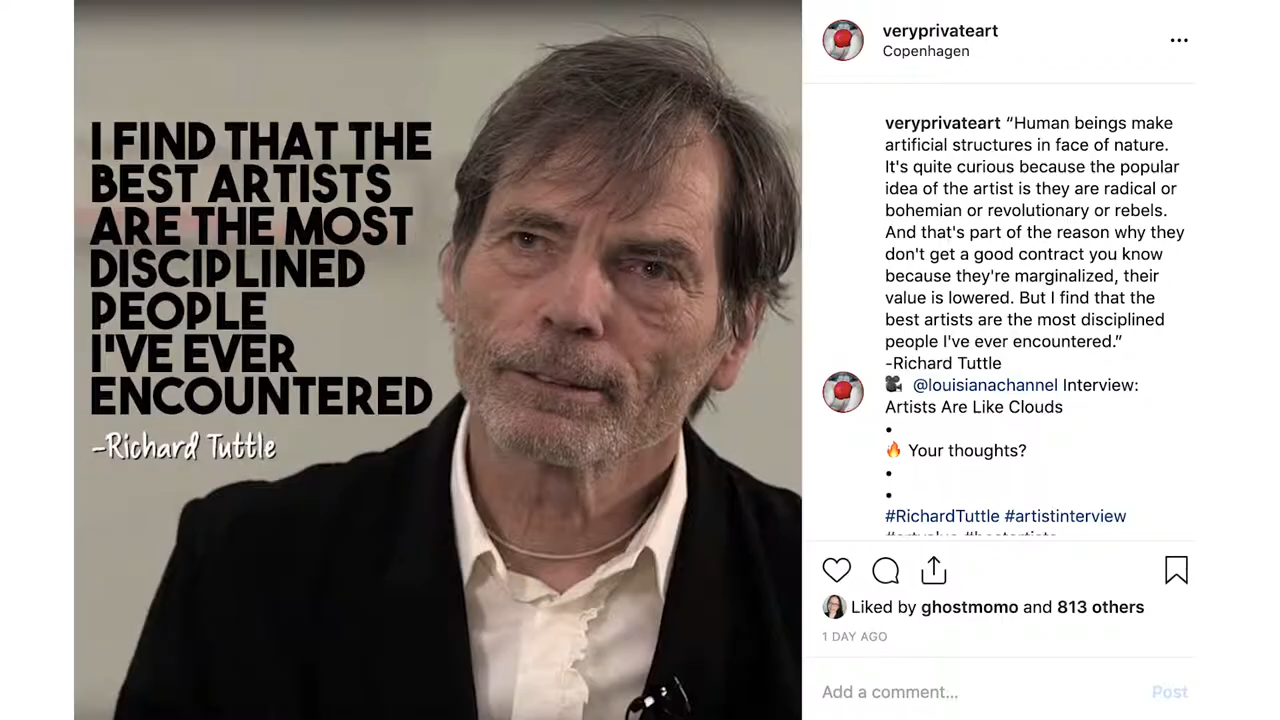 I FIND THAT THE
BEST ARTISTS
ARE THE MOST
DISCIPLINED
PEOPLE
I'VE EVER
ENCOUNTERED
-Richard Tuttle
veryprivateart
Copenhagen
veryprivateart “Human beings make
artificial structures in face of nature.
It's quite curious because the popular
idea of the artist is they are radical or
bohemian or revolutionary or rebels.
And that's part of the reason why they
don't get a good contract you know
because they're marginalized, their
value is lowered. But I find that the
best artists are the most disciplined
people I've ever encountered.”
-Richard Tuttle
🎥 @louisianachannel Interview:
Artists Are Like Clouds
•
🔥 Your thoughts?
•
•
#RichardTuttle #artistinterview
Liked by ghostmomo and 813 others
1 DAY AGO
Add a comment...
Post